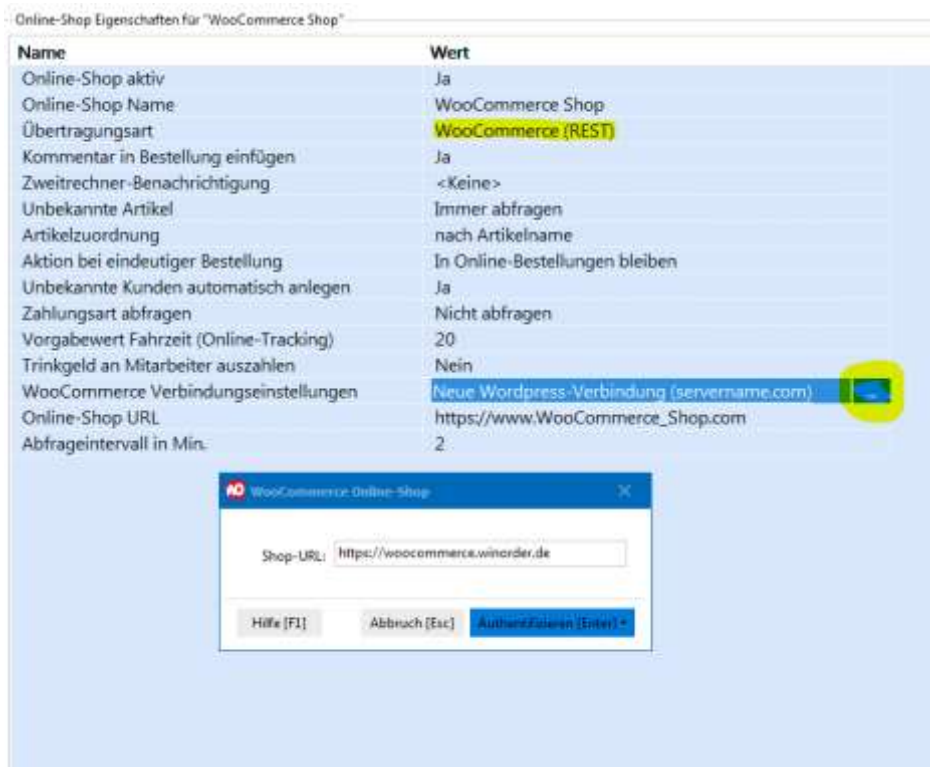 Online-Shop Eigenschaften für "WooCommerce Shop"
Name Wert
Online-Shop aktiv Ja
Online-Shop Name WooCommerce Shop
Übertragungsart WooCommerce (REST)
Kommentar in Bestellung einfügen Ja
Zweitrechner-Benachrichtigung <Keine>
Unbekannte Artikel Immer abfragen
Artikelzuordnung nach Artikelname
Aktion bei eindeutiger Bestellung In Online-Bestellungen bleiben
Unbekannte Kunden automatisch anlegen Ja
Zahlungsart abfragen Nicht abfragen
Vorgabewert Fahrzeit (Online-Tracking) 20
Trinkgeld an Mitarbeiter auszahlen Nein
WooCommerce Verbindungseinstellungen Neue Wordpress-Verbindung (servername.com) ...
Online-Shop URL https://www.WooCommerce_Shop.com
Abfrageintervall in Min. 2
WooCommerce Online-Shop
Shop-URL: https://woocommerce.winorder.de
Hilfe [F1] Abbruch [Esc] Authentifizieren [Enter]